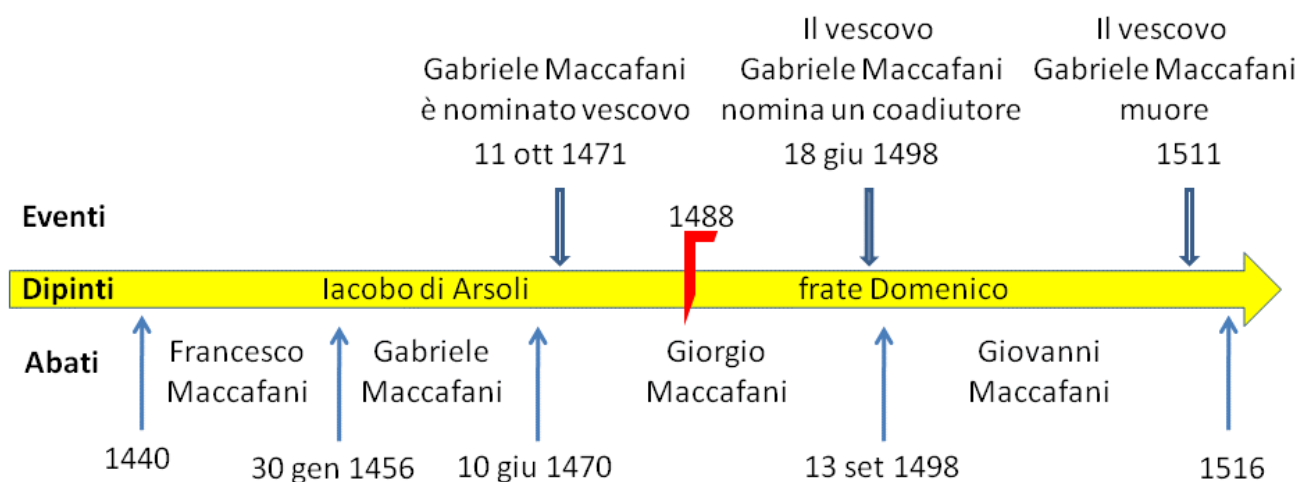 Il vescovo
Gabriele Maccafani
è nominato vescovo
11 ott 1471
Gabriele Maccafani
nomina un coadiutore
18 giu 1498
Il vescovo
Gabriele Maccafani
muore
1511
Eventi
1488
Dipinti
Iacobo di Arsoli
frate Domenico
Abati
Francesco
Maccafani
Gabriele
Maccafani
Giorgio
Maccafani
Giovanni
Maccafani
1440
30 gen 1456
10 giu 1470
13 set 1498
1516